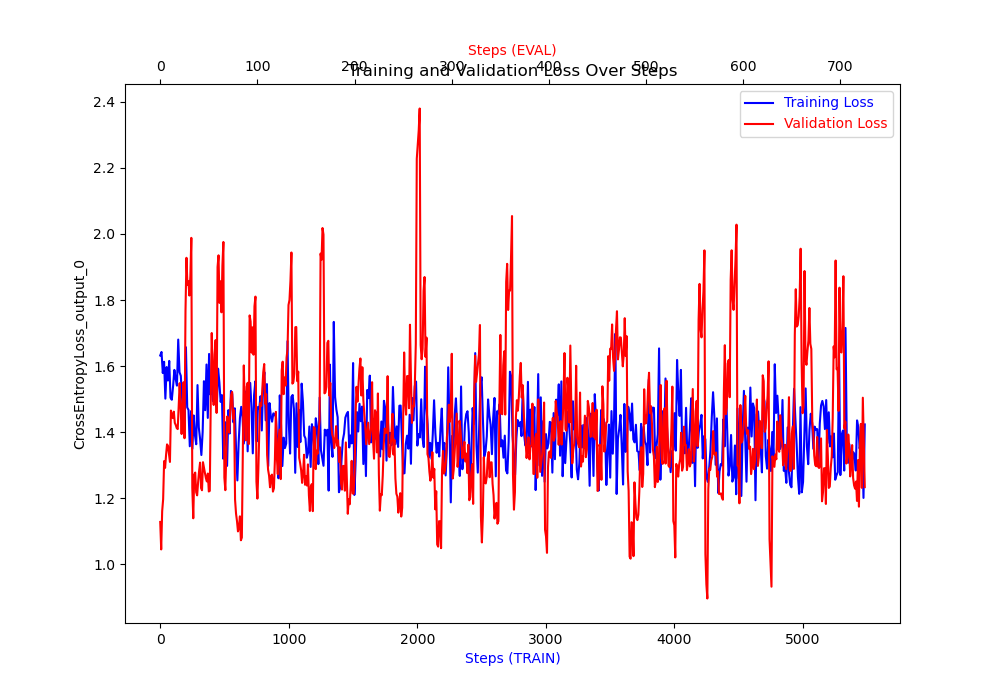 Steps (EVAL)
0 100 200 300 400 500 600 700
Training and Validation Loss Over Steps
Training Loss
Validation Loss
CrossEntropyLoss_output_0
2.4
2.2
2.0
1.8
1.6
1.4
1.2
1.0
0 1000 2000 3000 4000 5000
Steps (TRAIN)